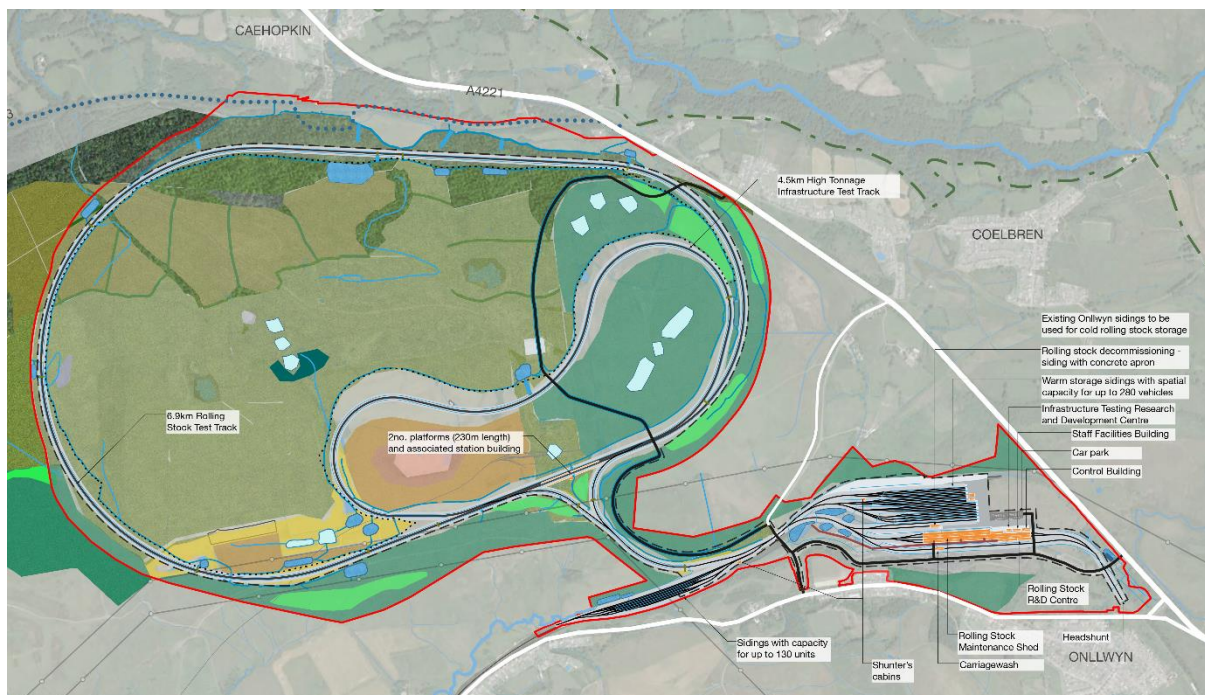 CAEHOPKIN
A4221
4.5km High Tonnage
Infrastructure Test Track
COELBREN
Existing Onllwyn sidings to be
used for cold rolling stock storage
Rolling stock decommissioning -
siding with concrete apron
Warm storage sidings with spatial
capacity for up to 280 vehicles
Infrastructure Testing Research
and Development Centre
Staff Facilities Building
Car park
Control Building
6.9km Rolling
Stock Test Track
2no. platforms (230m length)
and associated station building
Rolling Stock
R&D Centre
Sidings with capacity
for up to 130 units
Shunter's
cabins
Rolling Stock
Maintenance Shed
Carriagewash
Headshunt
ONLLWYN